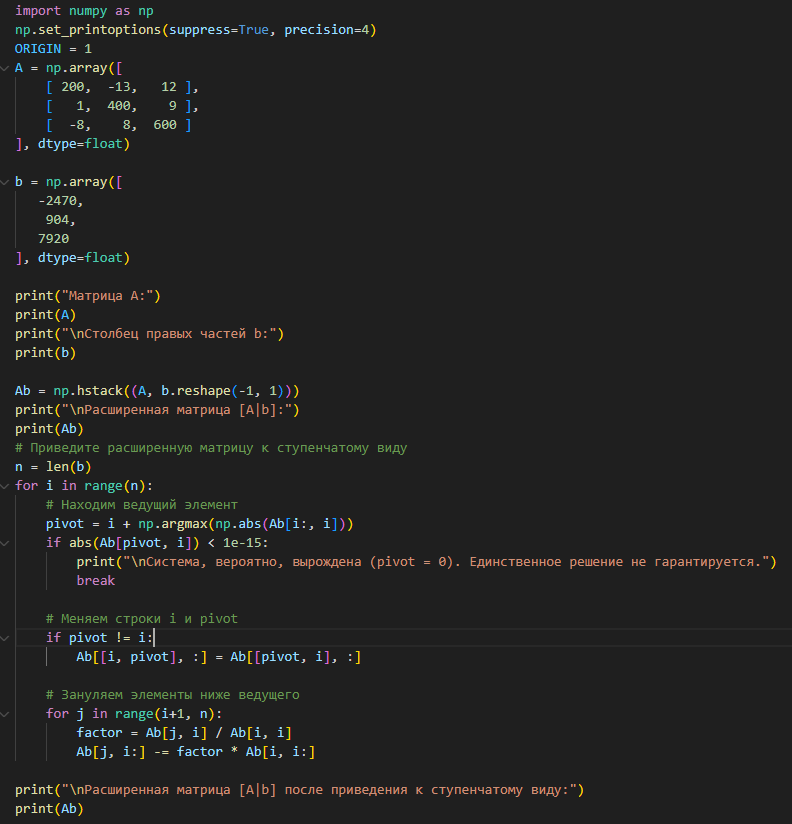 import numpy as np
np.set_printoptions(suppress=True, precision=4)
ORIGIN = 1
A = np.array([
    [ 200,  -13,   12 ],
    [   1,  400,    9 ],
    [  -8,    8,  600 ]
], dtype=float)
b = np.array([
   -2470,
    904,
   7920
], dtype=float)
print("Матрица A:")
print(A)
print("\nСтолбец правых частей b:")
print(b)
Ab = np.hstack((A, b.reshape(-1, 1)))
print("\nРасширенная матрица [A|b]:")
print(Ab)
# Приведите расширенную матрицу к ступенчатому виду
n = len(b)
for i in range(n):
    # Находим ведущий элемент
    pivot = i + np.argmax(np.abs(Ab[i:, i]))
    if abs(Ab[pivot, i]) < 1e-15:
        print("\nСистема, вероятно, вырождена (pivot = 0). Единственное решение не гарантируется.")
        break
    # Меняем строки i и pivot
    if pivot != i:
        Ab[[i, pivot], :] = Ab[[pivot, i], :]
    # Зануляем элементы ниже ведущего
    for j in range(i+1, n):
        factor = Ab[j, i] / Ab[i, i]
        Ab[j, i:] -= factor * Ab[i, i:]
print("\nРасширенная матрица [A|b] после приведения к ступенчатому виду:")
print(Ab)